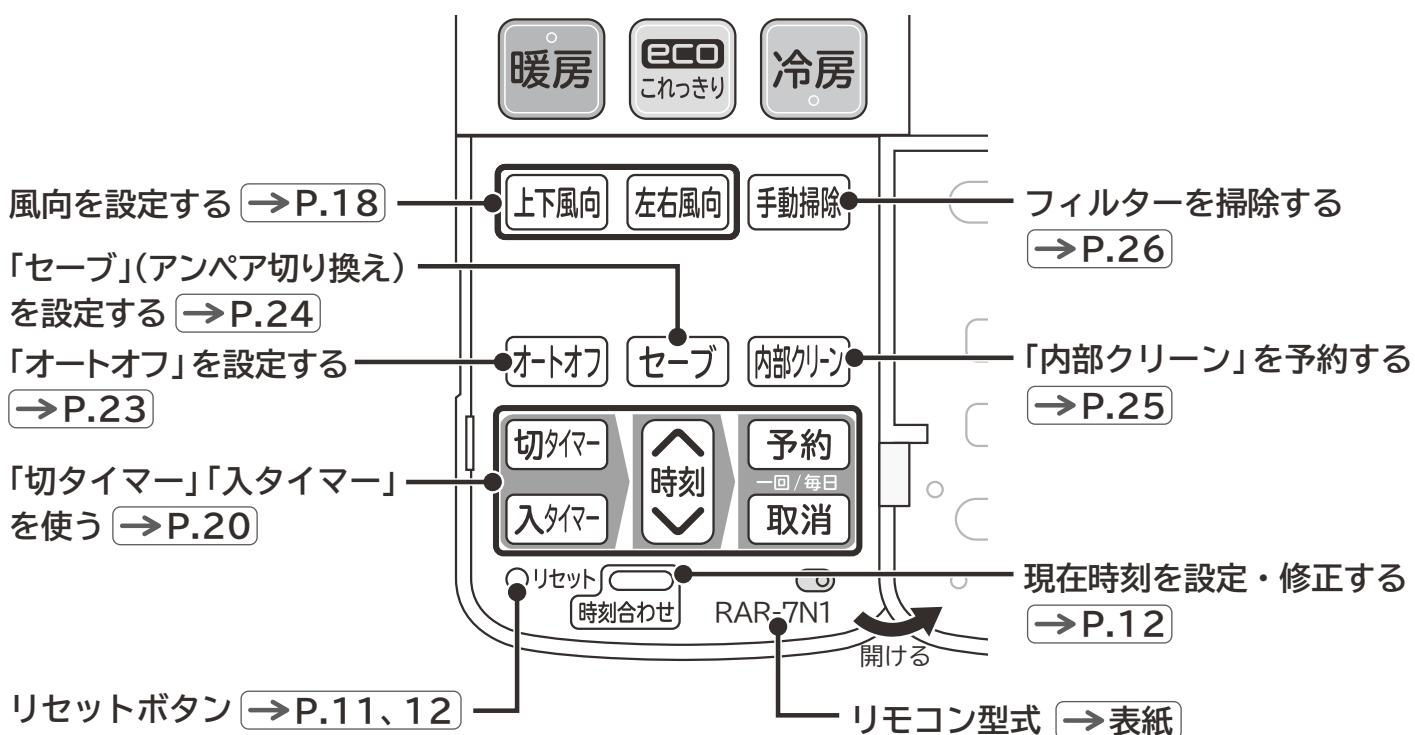 暖房
eco
これっきり
冷房
風向を設定する →P.18
上下風向
左右風向
手動掃除
フィルターを掃除する
→P.26
「セーブ」(アンペア切り換え)
を設定する →P.24
「オートオフ」を設定する
→P.23
オートオフ
セーブ
内部クリーン
「内部クリーン」を予約する
→P.25
「切タイマー」「入タイマー」
を使う →P.20
切タイマー
入タイマー
時刻
予約
一回/毎日
取消
リセット
時刻合わせ
RAR-7N1
現在時刻を設定・修正する
→P.12
開ける
リセットボタン →P.11、12
リモコン型式 →表紙